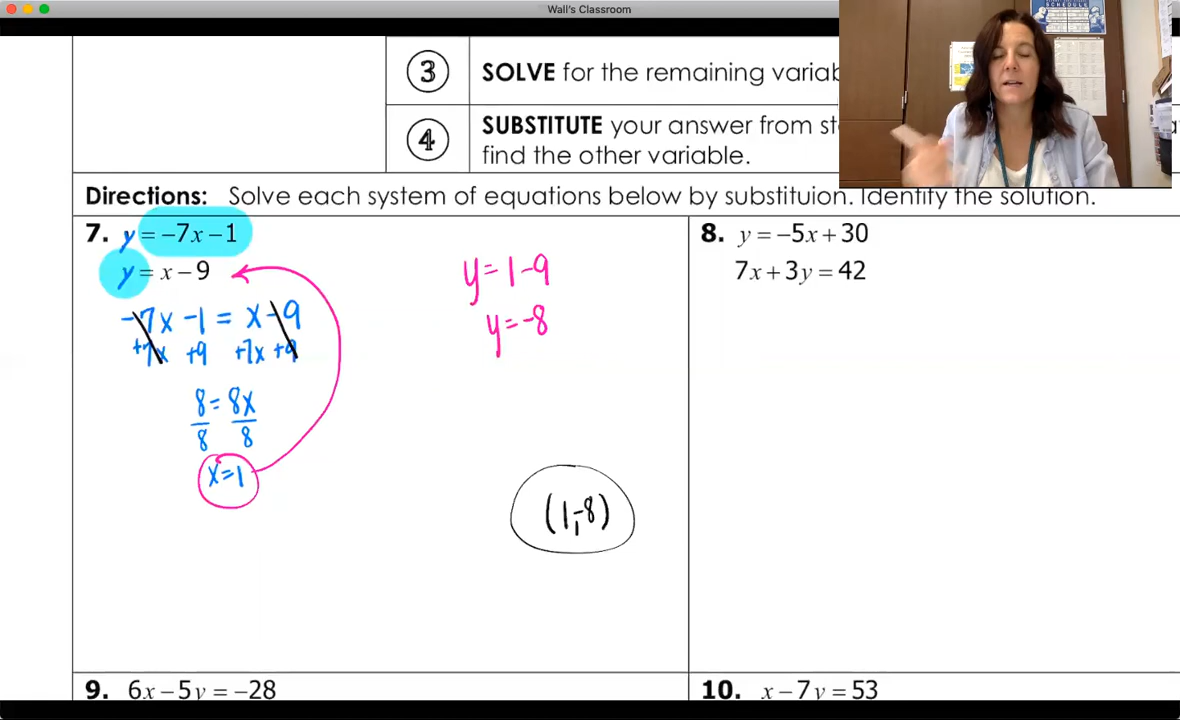 Wall's Classroom
SCHEDULE
3 SOLVE for the remaining variab
4 SUBSTITUTE your answer from st
find the other variable.
Directions: Solve each system of equations below by substituion. Identify the solution.
7. y = −7x − 1
y = x − 9
-7x -1 = x -9
+7x +9 +7x +9
8 = 8x
8 8
x=1
y = 1-9
y = -8
(1,-8)
8. y = −5x + 30
7x + 3y = 42
9. 6x − 5y = −28
10. x − 7y = 53